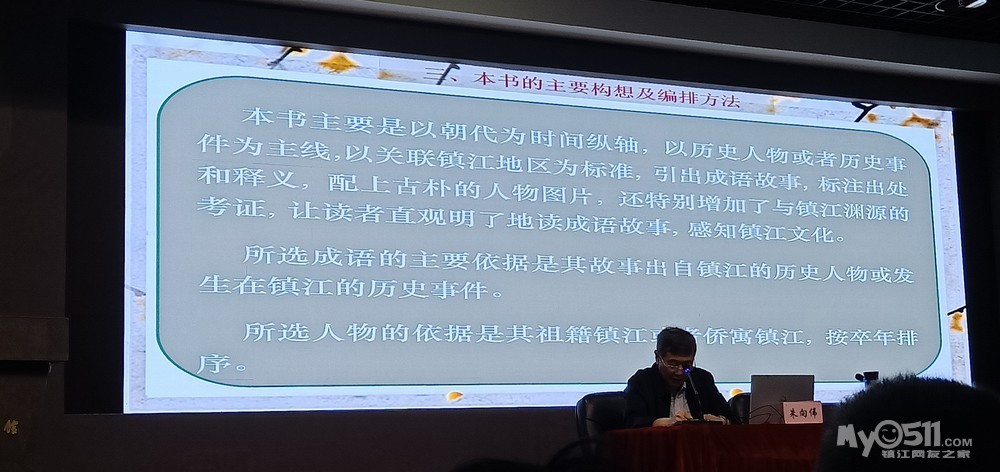 三、本书的主要构想及编排方法
本书主要是以朝代为时间纵轴，以历史人物或者历史事
件为主线，以关联镇江地区为标准，引出成语故事，标注出处
和释义，配上古朴的人物图片，还特别增加了与镇江渊源的
考证，让读者直观明了地读成语故事，感知镇江文化。
所选成语的主要依据是其故事出自镇江的历史人物或发
生在镇江的历史事件。
所选人物的依据是其祖籍镇江 侨寓镇江，按卒年排
序。
朱向伟
馆
My0511.COM
镇江网友之家